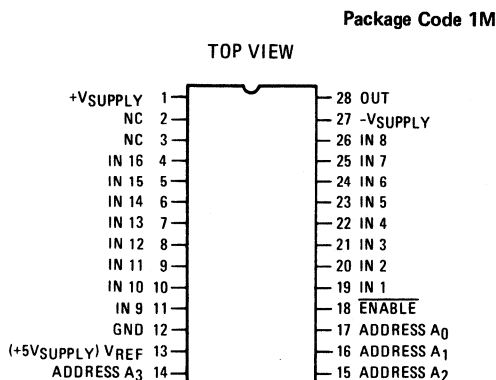 Package Code 1M
TOP VIEW
+VSUPPLY 1 28 OUT
NC 2 27 -VSUPPLY
NC 3 26 IN 8
IN 16 4 25 IN 7
IN 15 5 24 IN 6
IN 14 6 23 IN 5
IN 13 7 22 IN 4
IN 12 8 21 IN 3
IN 11 9 20 IN 2
IN 10 10 19 IN 1
IN 9 11 18 ENABLE
GND 12 17 ADDRESS A0
(+5VSUPPLY) VREF 13 16 ADDRESS A1
ADDRESS A3 14 15 ADDRESS A2